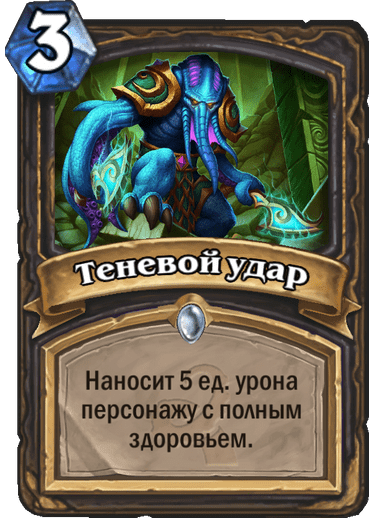 3
Теневой удар
Наносит 5 ед. урона
персонажу с полным
здоровьем.